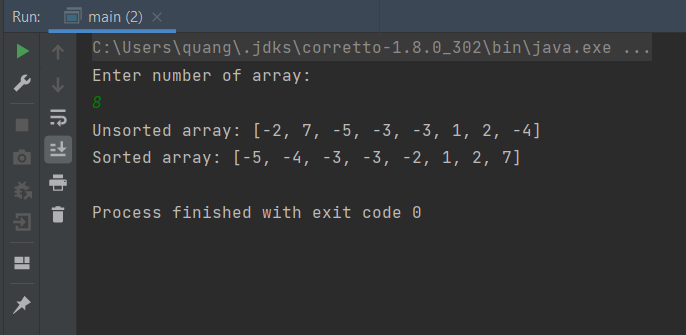 Run: main (2)
C:\Users\quang\.jdks\corretto-1.8.0_302\bin\java.exe ...
Enter number of array:
8
Unsorted array: [-2, 7, -5, -3, -3, 1, 2, -4]
Sorted array: [-5, -4, -3, -3, -2, 1, 2, 7]
Process finished with exit code 0